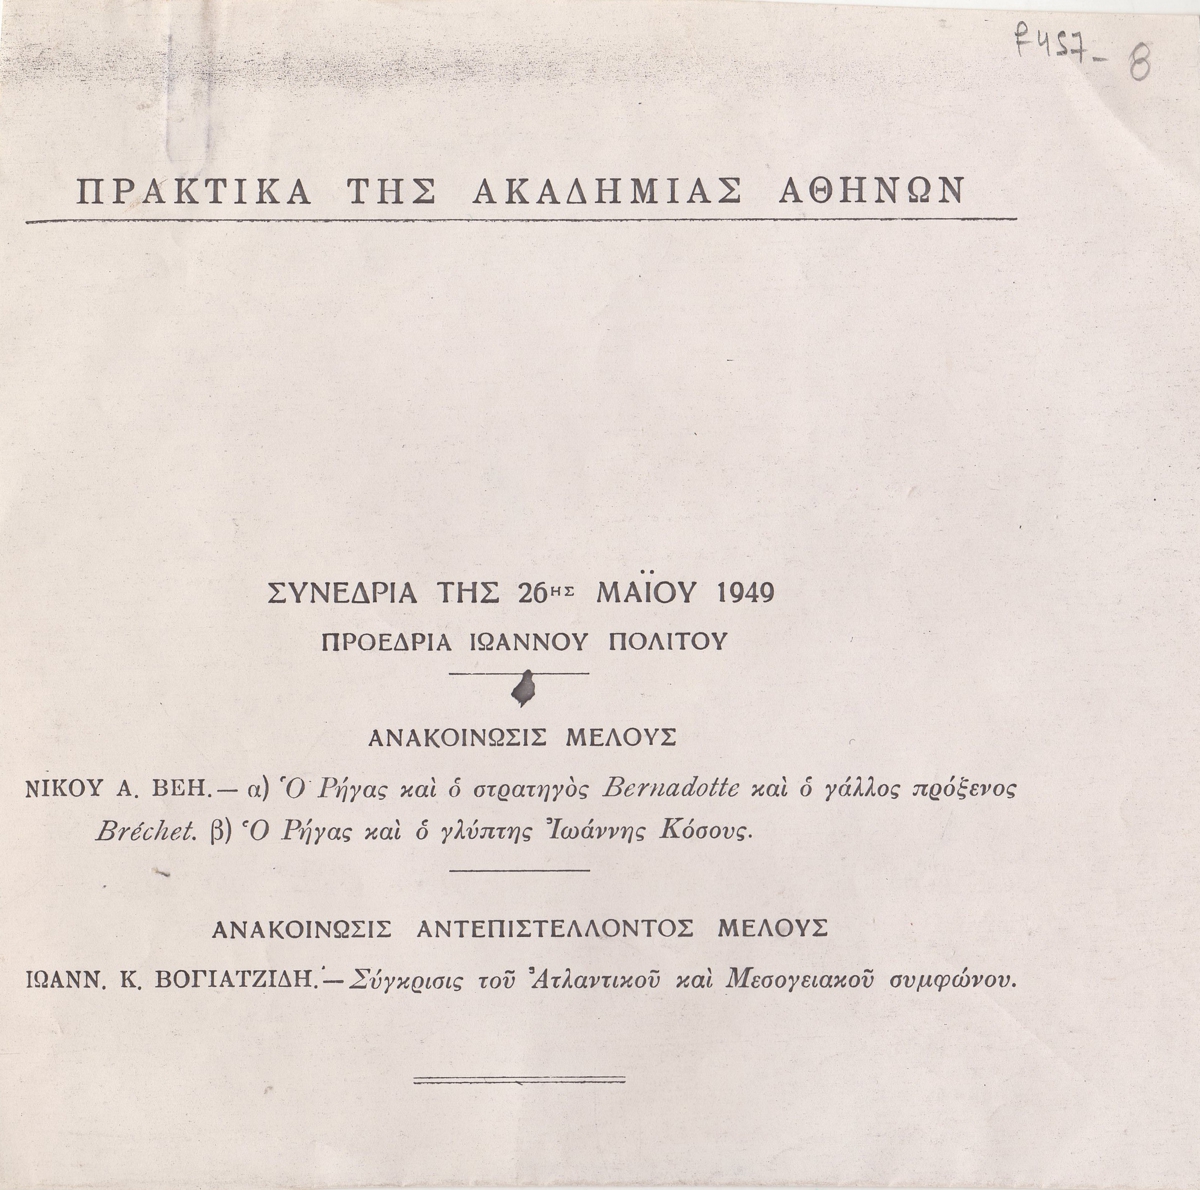 F457- 8
ΠΡΑΚΤΙΚΑ ΤΗΣ ΑΚΑΔΗΜΙΑΣ ΑΘΗΝΩΝ
ΣΥΝΕΔΡΙΑ ΤΗΣ 26ΗΣ ΜΑΪΟΥ 1949
ΠΡΟΕΔΡΙΑ ΙΩΑΝΝΟΥ ΠΟΛΙΤΟΥ
ΑΝΑΚΟΙΝΩΣΙΣ ΜΕΛΟΥΣ
ΝΙΚΟΥ Α. ΒΕΗ.— α) Ὁ Ρήγας καὶ ὁ στρατηγὸς Bernadotte καὶ ὁ γάλλος πρόξενος
Bréchet. β) Ὁ Ρήγας καὶ ὁ γλύπτης Ἰωάννης Κόσους.
ΑΝΑΚΟΙΝΩΣΙΣ ΑΝΤΕΠΙΣΤΕΛΛΟΝΤΟΣ ΜΕΛΟΥΣ
ΙΩΑΝΝ. Κ. ΒΟΓΙΑΤΖΙΔΗ.— Σύγκρισις τοῦ Ἀτλαντικοῦ καὶ Μεσογειακοῦ συμφώνου.